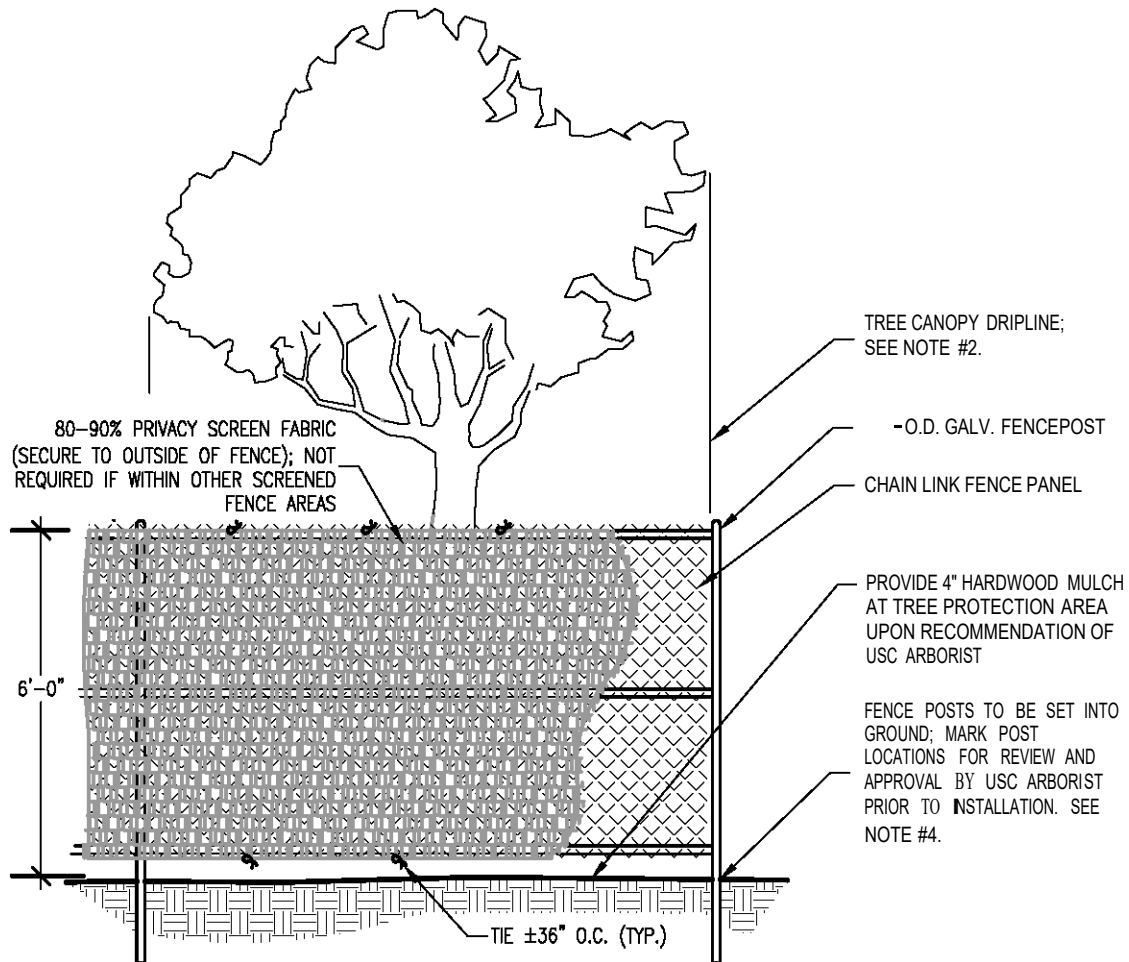 TREE CANOPY DRIPLINE;
SEE NOTE #2.
80-90% PRIVACY SCREEN FABRIC
(SECURE TO OUTSIDE OF FENCE); NOT
REQUIRED IF WITHIN OTHER SCREENED
FENCE AREAS
-O.D. GALV. FENCEPOST
CHAIN LINK FENCE PANEL
PROVIDE 4" HARDWOOD MULCH
AT TREE PROTECTION AREA
UPON RECOMMENDATION OF
USC ARBORIST
6'-0"
FENCE POSTS TO BE SET INTO
GROUND; MARK POST
LOCATIONS FOR REVIEW AND
APPROVAL BY USC ARBORIST
PRIOR TO INSTALLATION. SEE
NOTE #4.
TIE ±36" O.C. (TYP.)